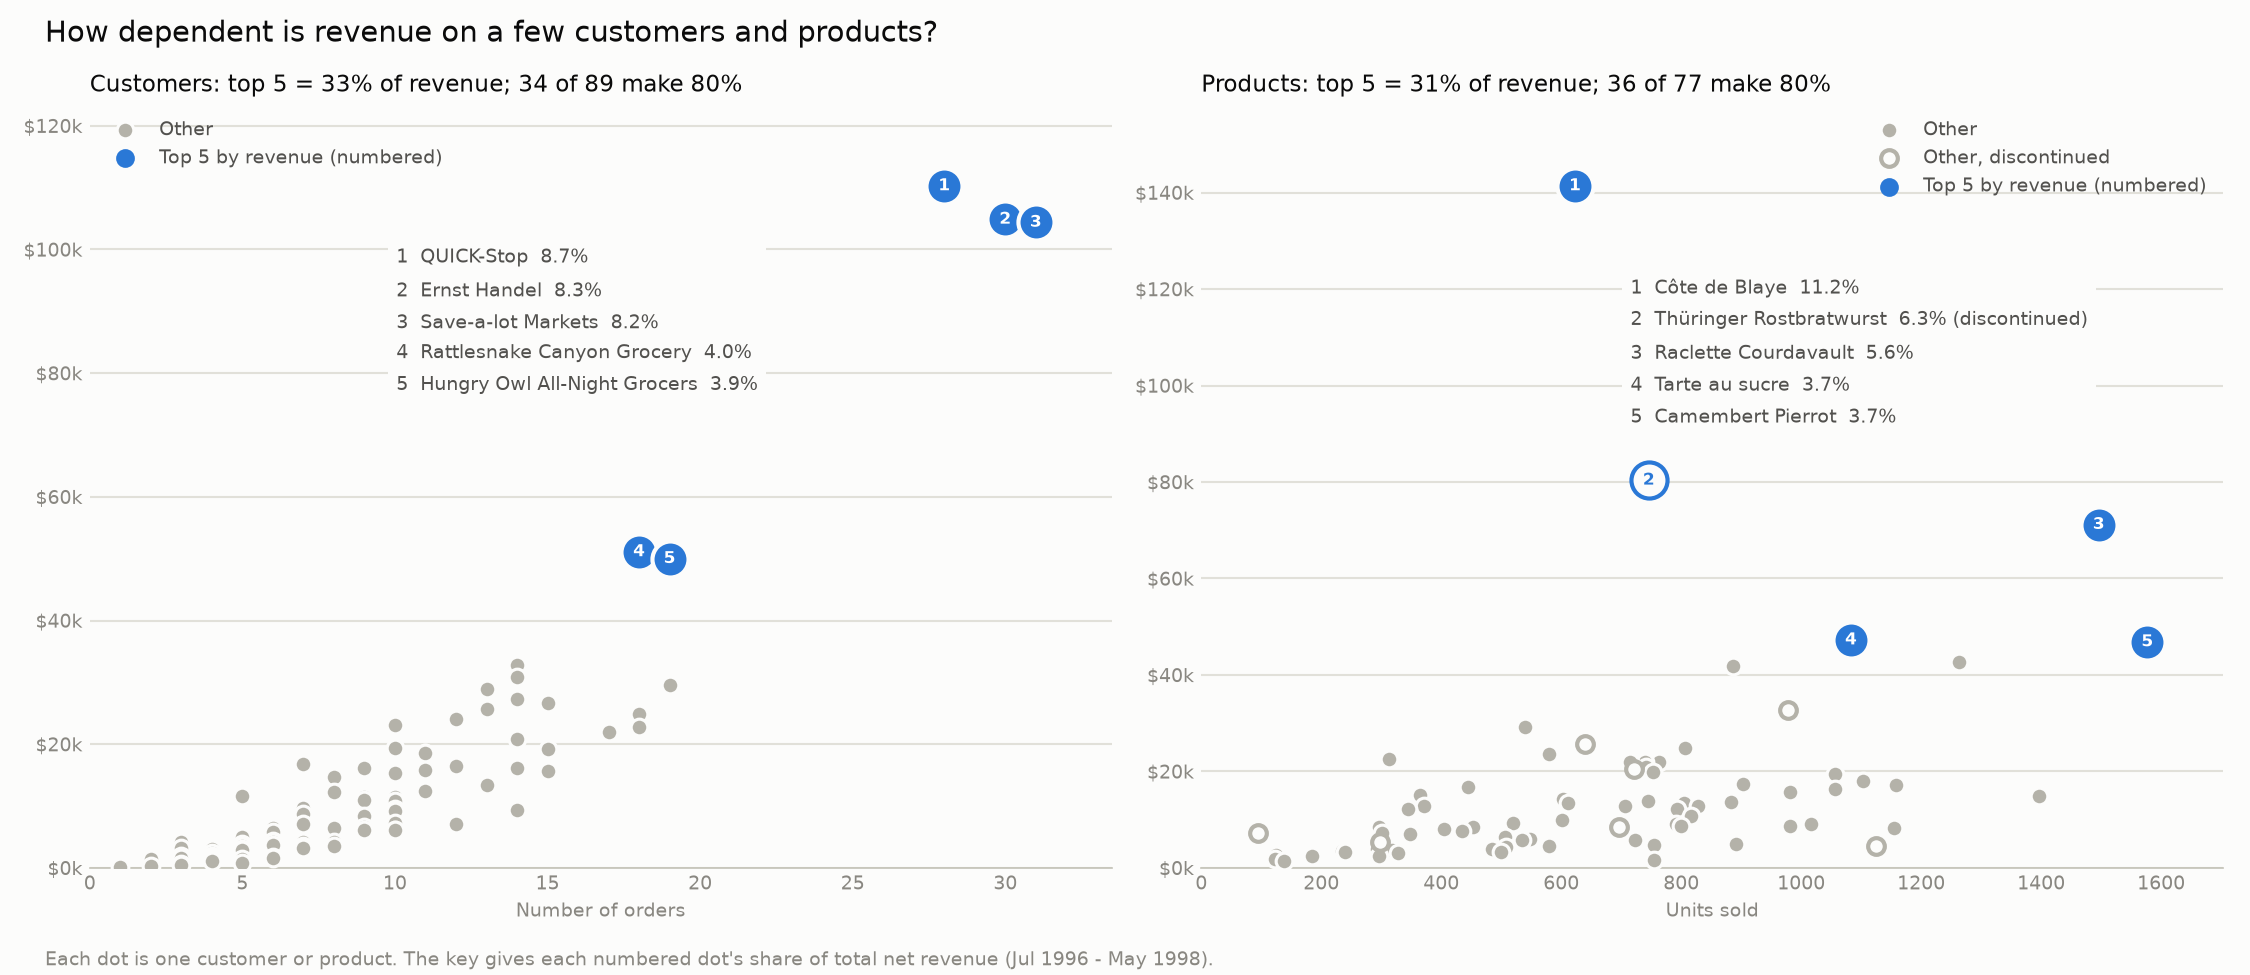 How dependent is revenue on a few customers and products?
Customers: top 5 = 33% of revenue; 34 of 89 make 80%
$120k
$100k
$80k
$60k
$40k
$20k
$0k
Other
Top 5 by revenue (numbered)
1
2
3
1 QUICK-Stop 8.7%
2 Ernst Handel 8.3%
3 Save-a-lot Markets 8.2%
4 Rattlesnake Canyon Grocery 4.0%
5 Hungry Owl All-Night Grocers 3.9%
4
5
0 5 10 15 20 25 30
Number of orders
Products: top 5 = 31% of revenue; 36 of 77 make 80%
$140k
$120k
$100k
$80k
$60k
$40k
$20k
$0k
Other
Other, discontinued
Top 5 by revenue (numbered)
1
1 Côte de Blaye 11.2%
2 Thüringer Rostbratwurst 6.3% (discontinued)
3 Raclette Courdavault 5.6%
4 Tarte au sucre 3.7%
5 Camembert Pierrot 3.7%
2
3
4
5
0 200 400 600 800 1000 1200 1400 1600
Units sold
Each dot is one customer or product. The key gives each numbered dot's share of total net revenue (Jul 1996 - May 1998).